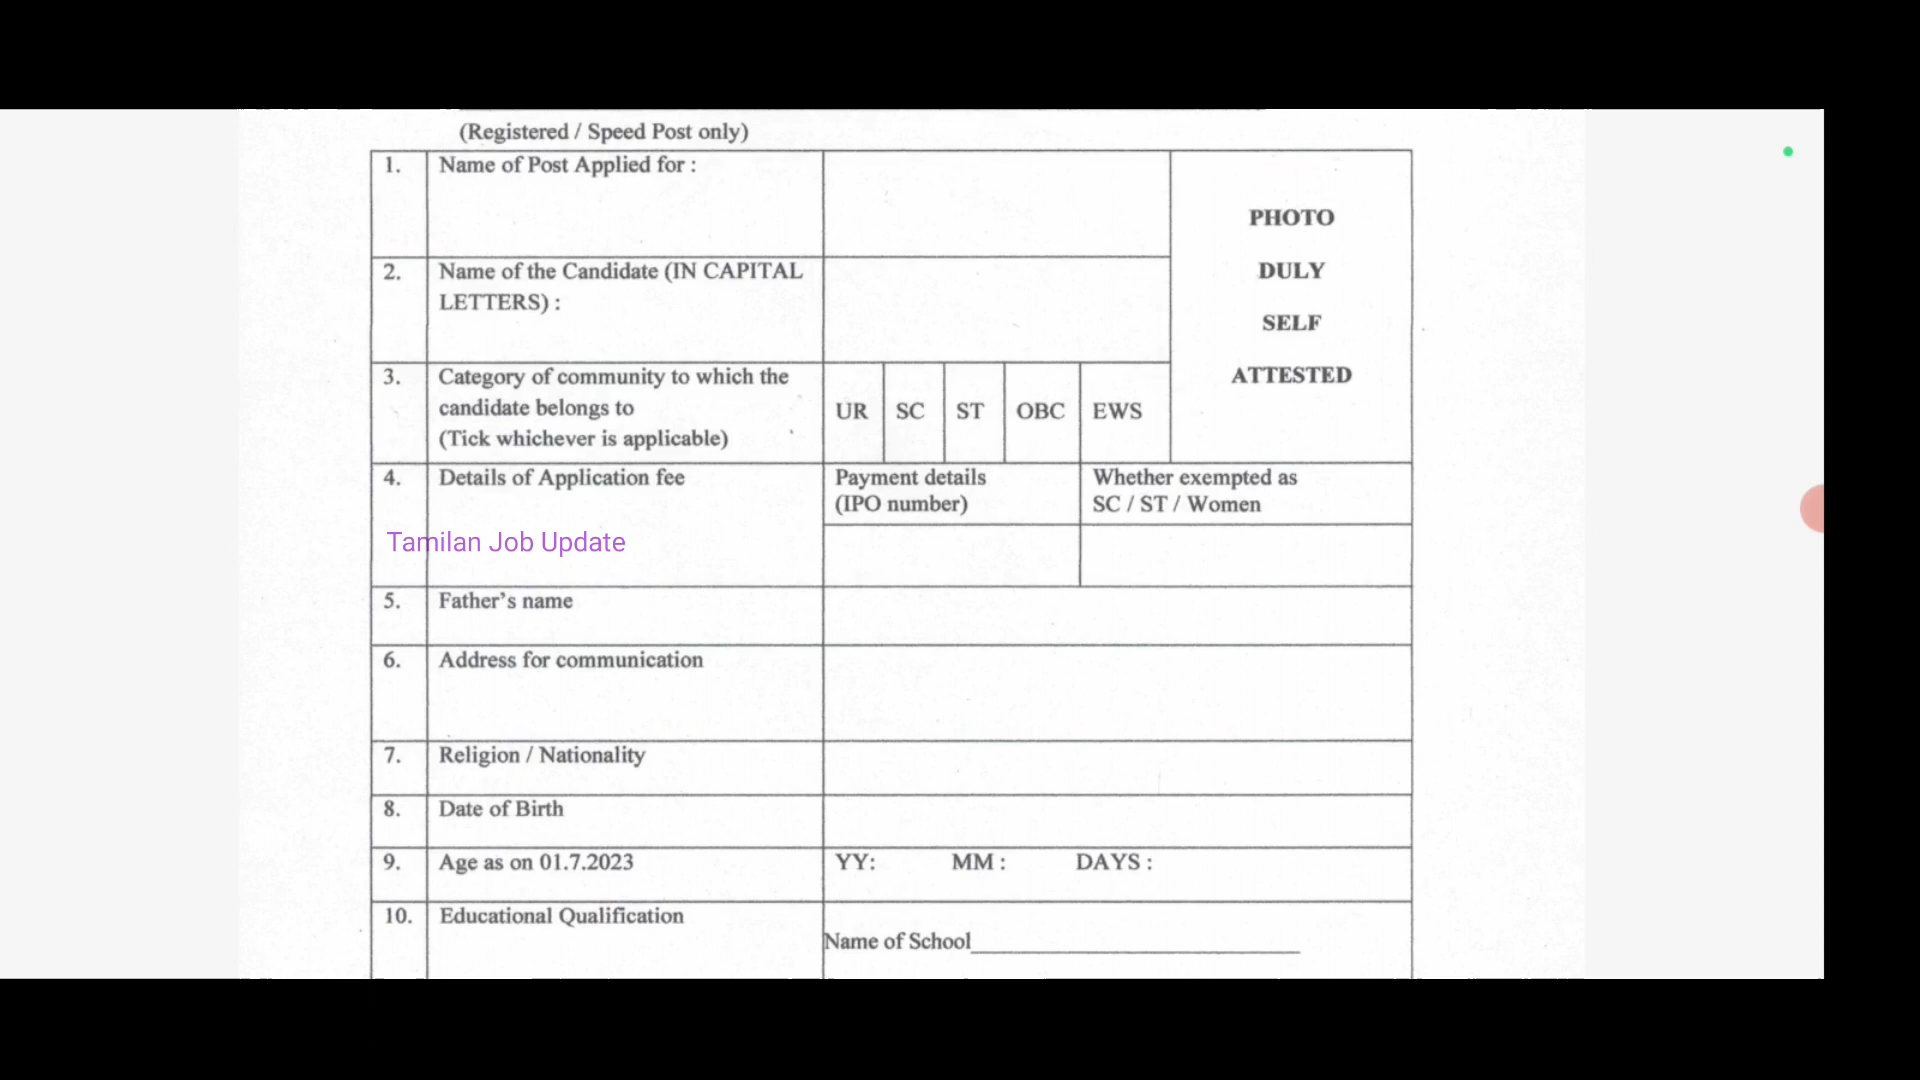 (Registered / Speed Post only)
1. Name of Post Applied for :
PHOTO
DULY
SELF
ATTESTED
2. Name of the Candidate (IN CAPITAL
LETTERS) :
3. Category of community to which the
candidate belongs to
(Tick whichever is applicable)
UR SC ST OBC EWS
4. Details of Application fee
Payment details
(IPO number)
Whether exempted as
SC / ST / Women
Tamilan Job Update
5. Father’s name
6. Address for communication
7. Religion / Nationality
8. Date of Birth
9. Age as on 01.7.2023 YY: MM : DAYS :
10. Educational Qualification
Name of School